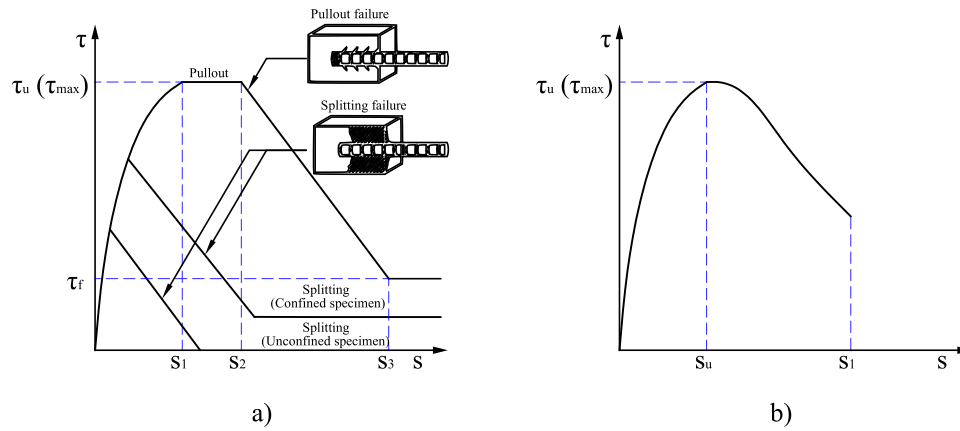 Pullout failure
τ
τu (τmax)
Pullout
Splitting failure
τf
Splitting
(Confined specimen)
Splitting
(Unconfined specimen)
s1
s2
s3
s
a)
τ
τu (τmax)
su
s1
s
b)